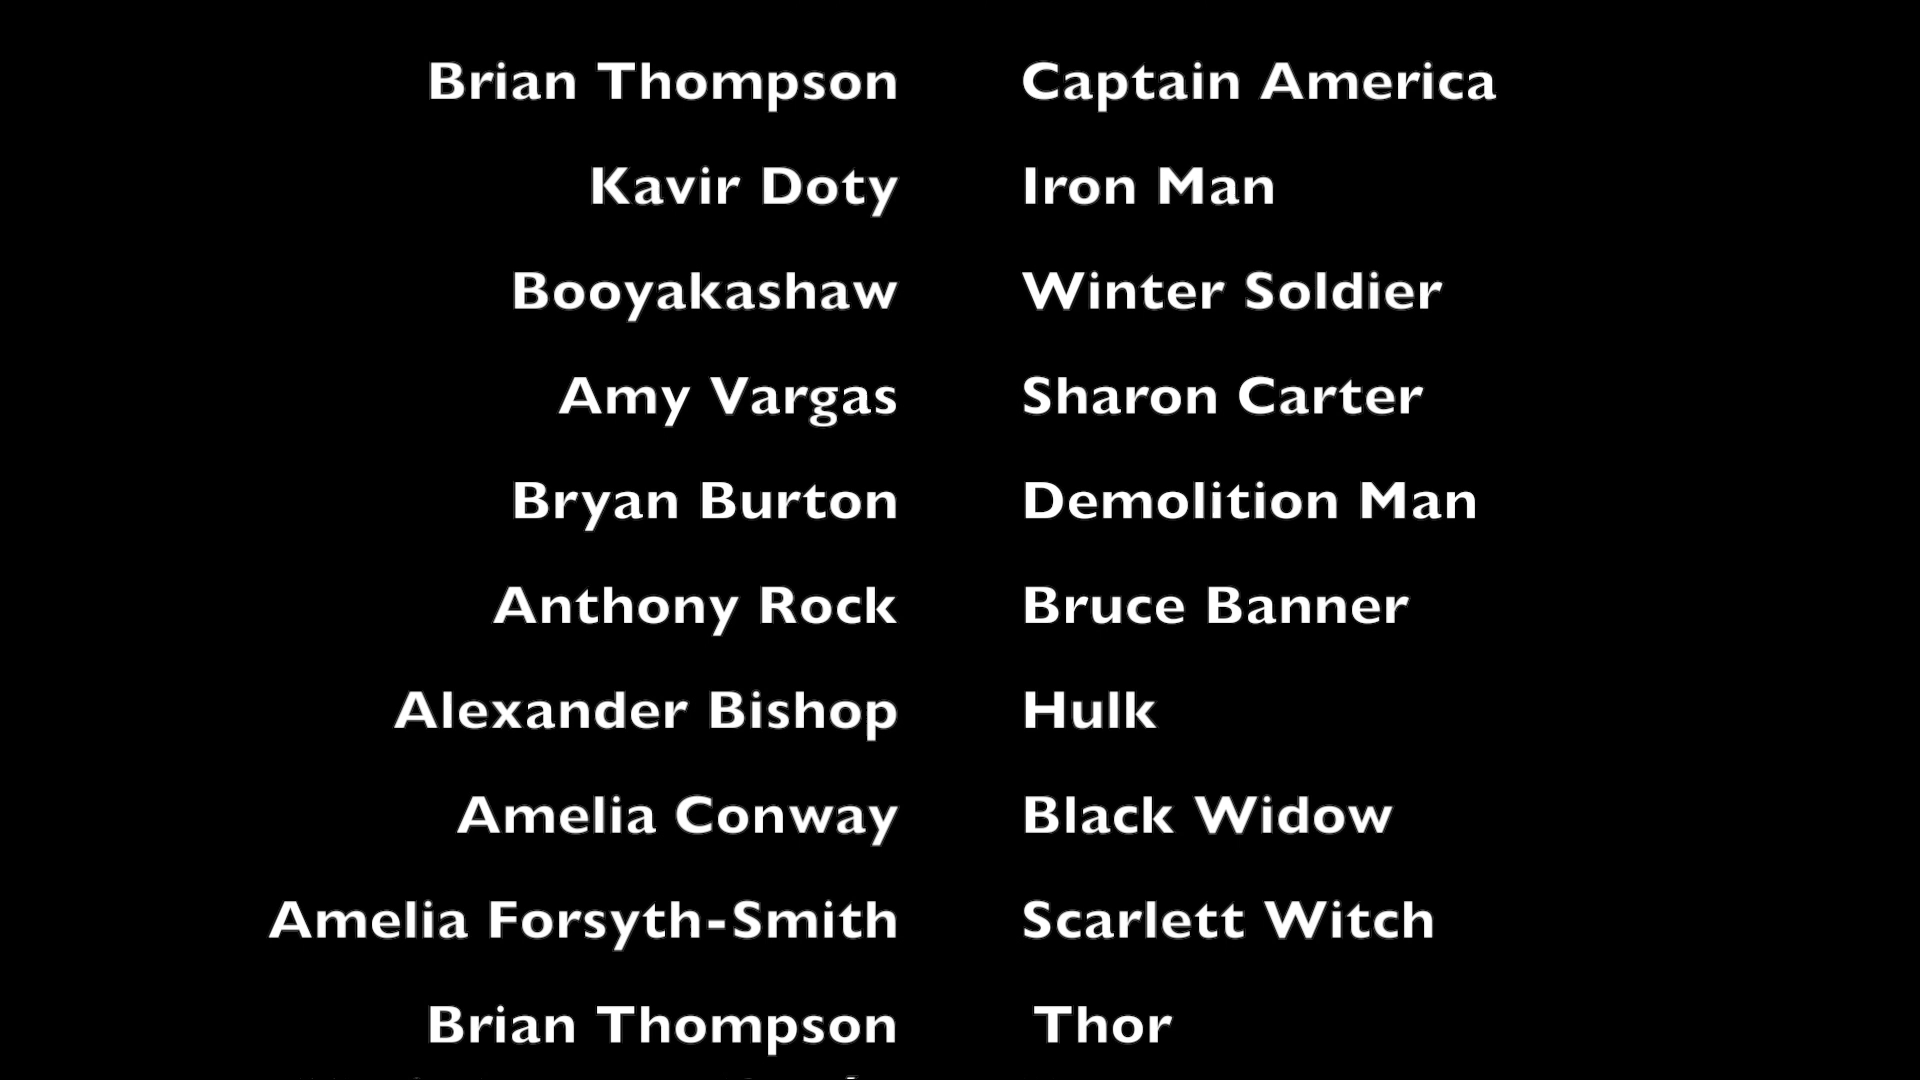 Brian Thompson Captain America
Kavir Doty Iron Man
Booyakashaw Winter Soldier
Amy Vargas Sharon Carter
Bryan Burton Demolition Man
Anthony Rock Bruce Banner
Alexander Bishop Hulk
Amelia Conway Black Widow
Amelia Forsyth-Smith Scarlett Witch
Brian Thompson Thor